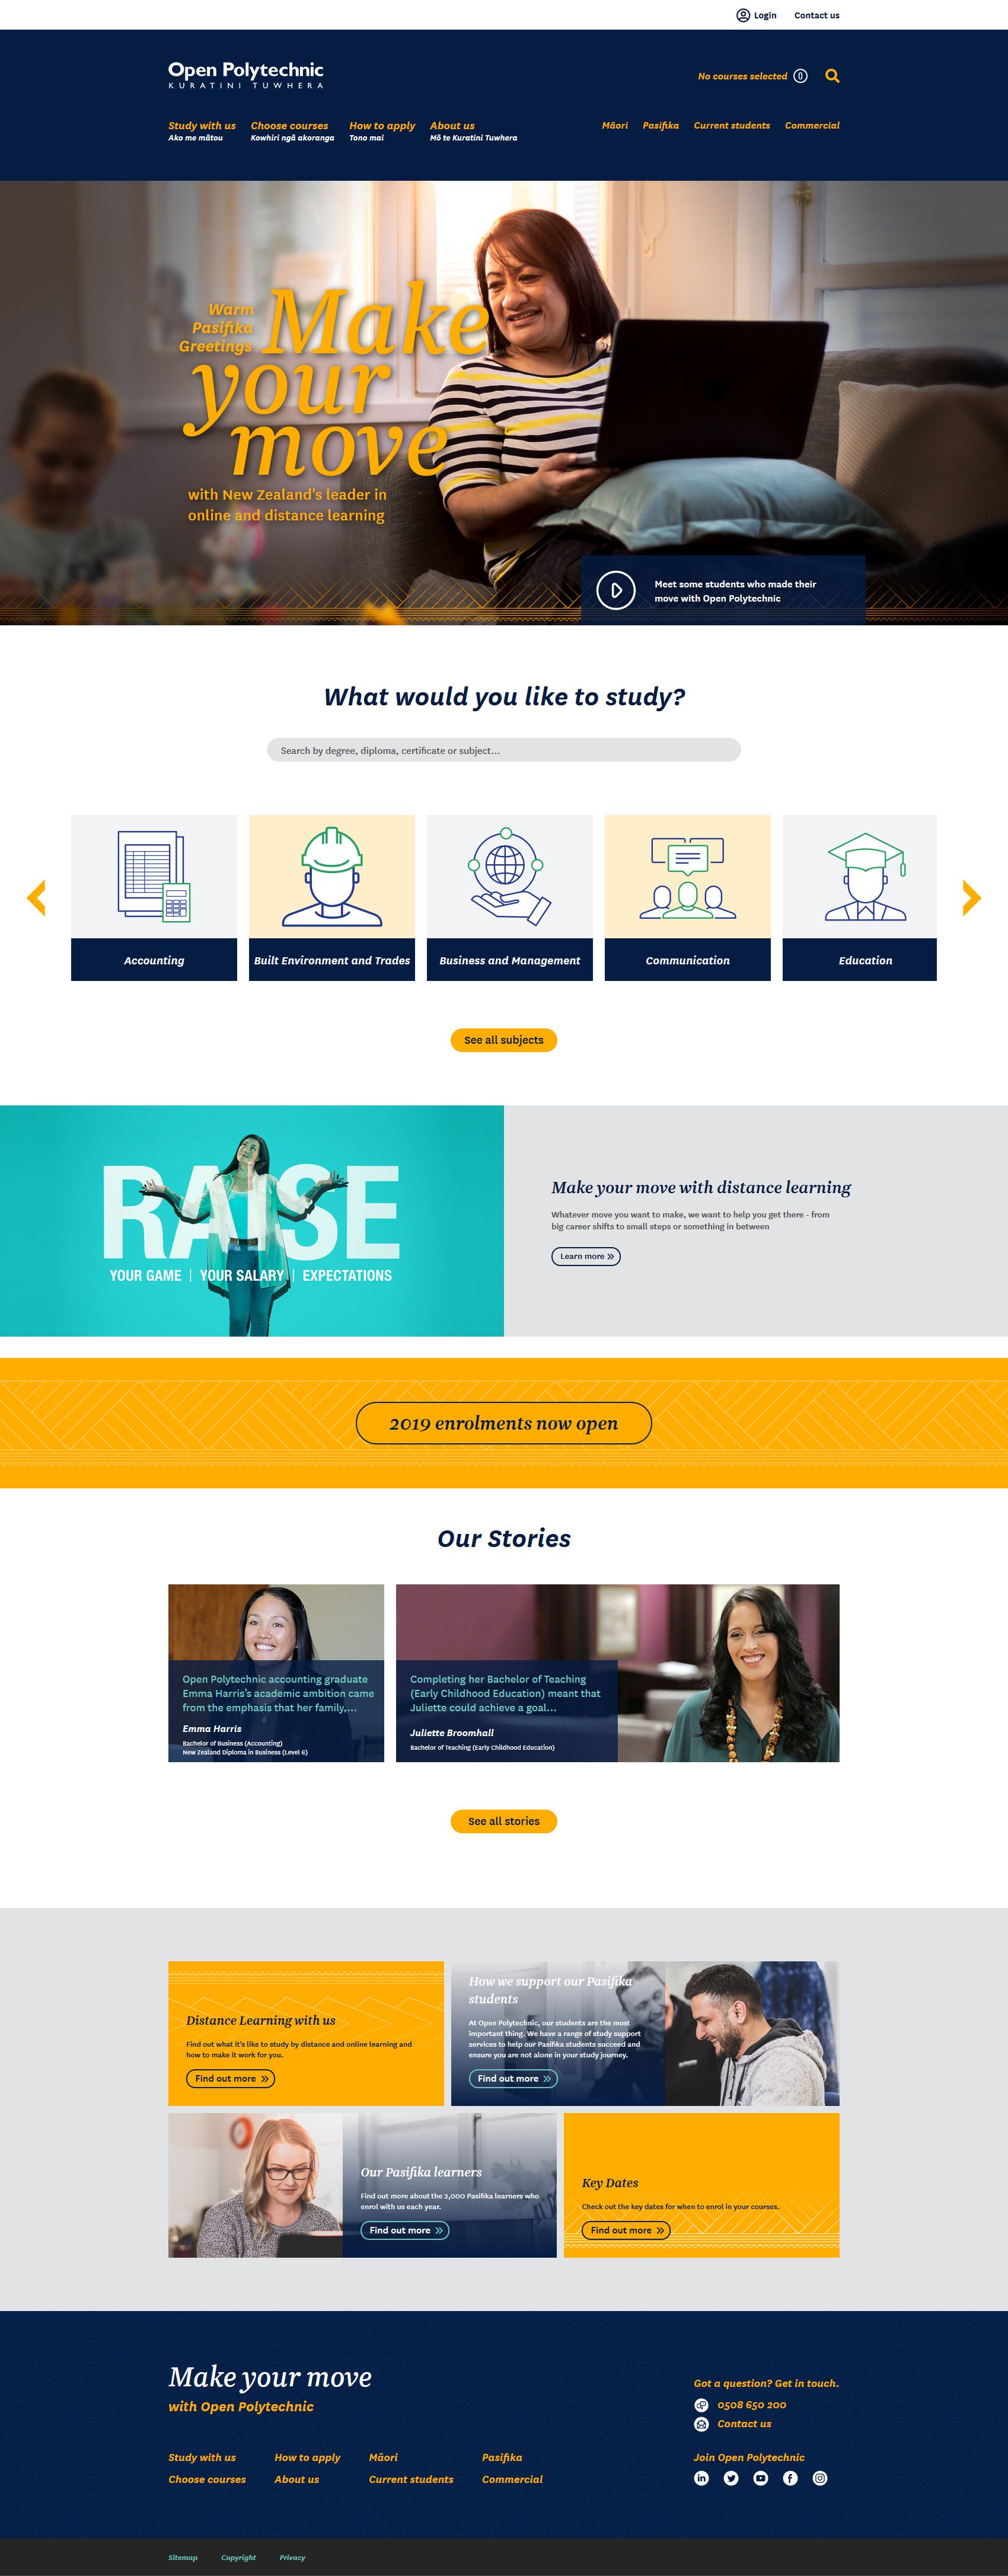 Login
Contact us
Open Polytechnic
KURATINI TUWHERA
No courses selected 0
Study with us
Ako me mātou
Choose courses
Kowhiri ngā akoranga
How to apply
Tono mai
About us
Mō te Kuratini Tuwhera
Māori
Pasifika
Current students
Commercial
Warm
Pasifika
Greetings
Make
your
move
with New Zealand's leader in
online and distance learning
Meet some students who made their
move with Open Polytechnic
What would you like to study?
Search by degree, diploma, certificate or subject...
Accounting
Built Environment and Trades
Business and Management
Communication
Education
See all subjects
RAISE
YOUR GAME | YOUR SALARY | EXPECTATIONS
Make your move with distance learning
Whatever move you want to make, we want to help you get there - from
big career shifts to small steps or something in between
Learn more
2019 enrolments now open
Our Stories
Open Polytechnic accounting graduate
Emma Harris's academic ambition came
from the emphasis that her family,...
Emma Harris
Bachelor of Business (Accounting)
New Zealand Diploma in Business (Level 6)
Completing her Bachelor of Teaching
(Early Childhood Education) meant that
Juliette could achieve a goal...
Juliette Broomhall
Bachelor of Teaching (Early Childhood Education)
See all stories
Distance Learning with us
Find out what it's like to study by distance and online learning and
how to make it work for you.
Find out more
How we support our Pasifika
students
At Open Polytechnic, our students are the most
important thing. We have a range of study support
services to help our Pasifika students succeed and
ensure you are not alone in your study journey.
Find out more
Our Pasifika learners
Find out more about the 2,000 Pasifika learners who
enrol with us each year.
Find out more
Key Dates
Check out the key dates for when to enrol in your courses.
Find out more
Make your move
with Open Polytechnic
Got a question? Get in touch.
0508 650 200
Contact us
Study with us
How to apply
Māori
Pasifika
Choose courses
About us
Current students
Commercial
Join Open Polytechnic
Sitemap
Copyright
Privacy